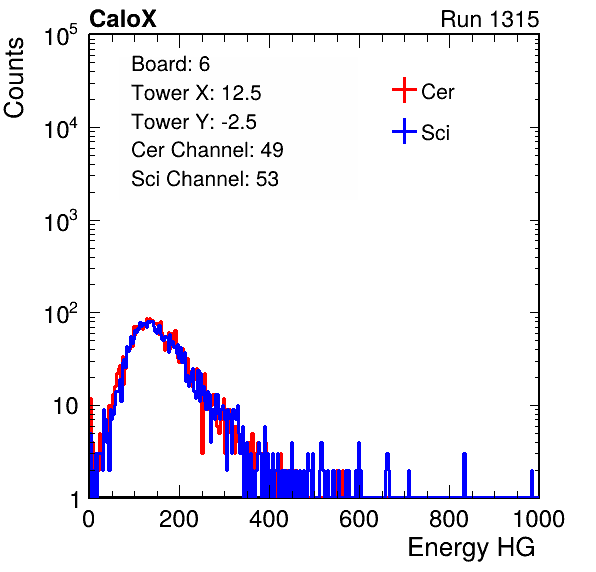 CaloX Run 1315
Counts
10^5
10^4
10^3
10^2
10
1
Board: 6
Tower X: 12.5
Tower Y: -2.5
Cer Channel: 49
Sci Channel: 53
Cer
Sci
0 200 400 600 800 1000
Energy HG